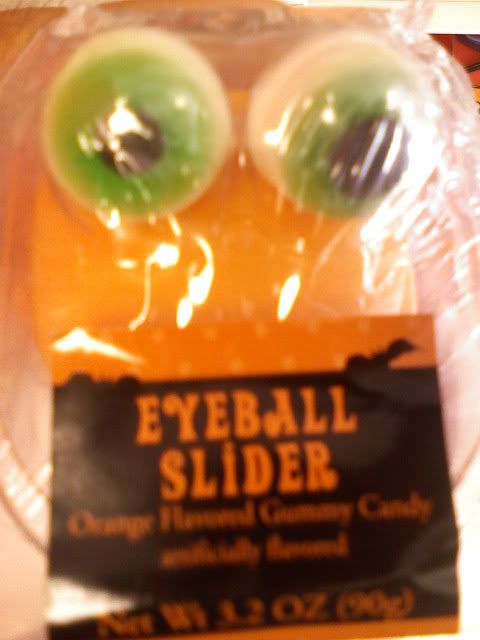 EYEBALL
SLIDER
Orange Flavored Gummy Candy
artificially flavored
Net Wt 3.2 OZ (90g)